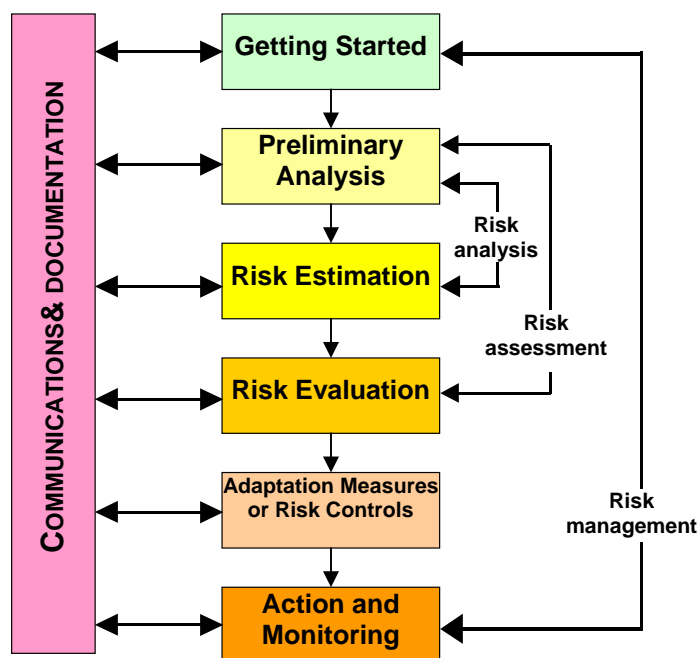 COMMUNICATIONS& DOCUMENTATION
Getting Started
Preliminary
Analysis
Risk
analysis
Risk Estimation
Risk
assessment
Risk Evaluation
Adaptation Measures
or Risk Controls
Risk
management
Action and
Monitoring